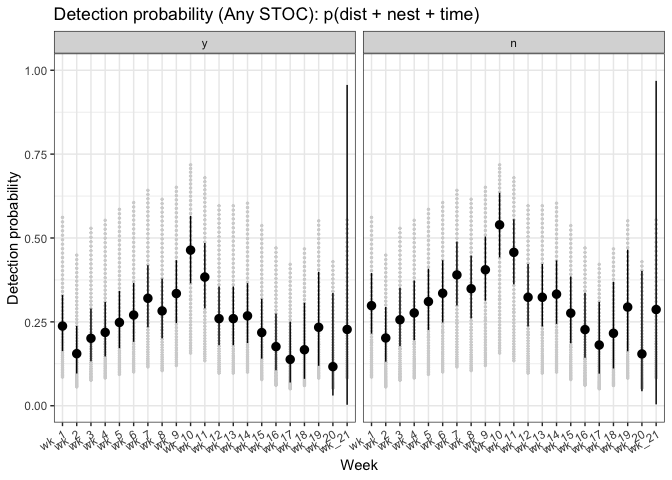 Detection probability (Any STOC): p(dist + nest + time)
y
n
Detection probability
1.00
0.75
0.50
0.25
0.00
wk_1 wk_2 wk_3 wk_4 wk_5 wk_6 wk_7 wk_8 wk_9 wk_10 wk_11 wk_12 wk_13 wk_14 wk_15 wk_16 wk_17 wk_18 wk_19 wk_20 wk_21
wk_1 wk_2 wk_3 wk_4 wk_5 wk_6 wk_7 wk_8 wk_9 wk_10 wk_11 wk_12 wk_13 wk_14 wk_15 wk_16 wk_17 wk_18 wk_19 wk_20 wk_21
Week